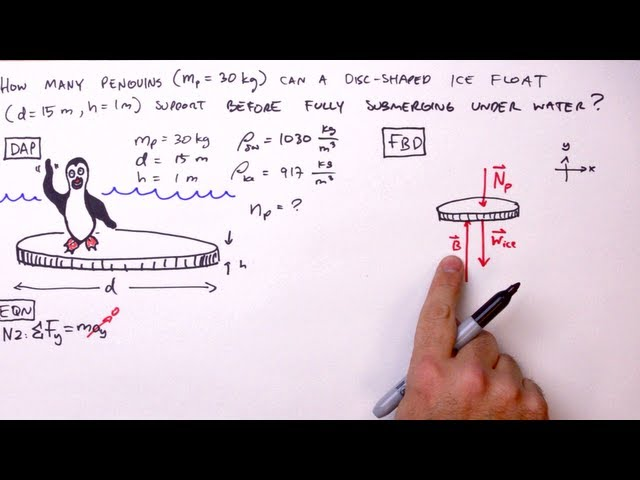 HOW MANY PENGUINS (mp = 30 kg) CAN A DISC-SHAPED ICE FLOAT
(d = 15 m, h = 1 m) SUPPORT BEFORE FULLY SUBMERGING UNDER WATER?
DAP
mp = 30 kg
d = 15 m
h = 1 m
ρsw = 1030 kg/m³
ρice = 917 kg/m³
np = ?
h
d
EQN
N2: ΣFy = may 0
FBD
Np
B
Wice
y
x